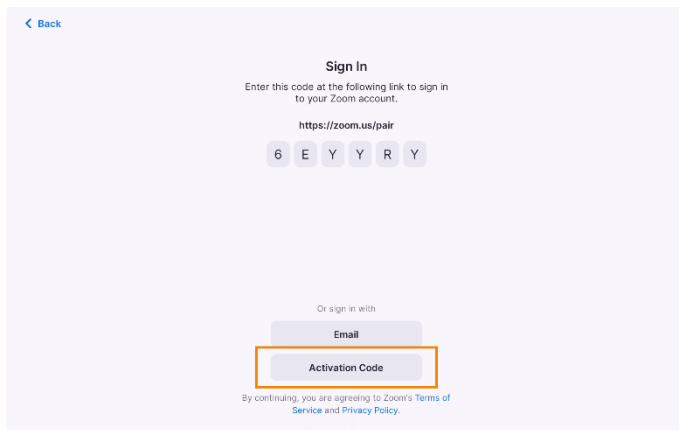 Back
Sign In
Enter this code at the following link to sign in
to your Zoom account.
https://zoom.us/pair
6 E Y Y R Y
Or sign in with
Email
Activation Code
By continuing, you are agreeing to Zoom's Terms of
Service and Privacy Policy.